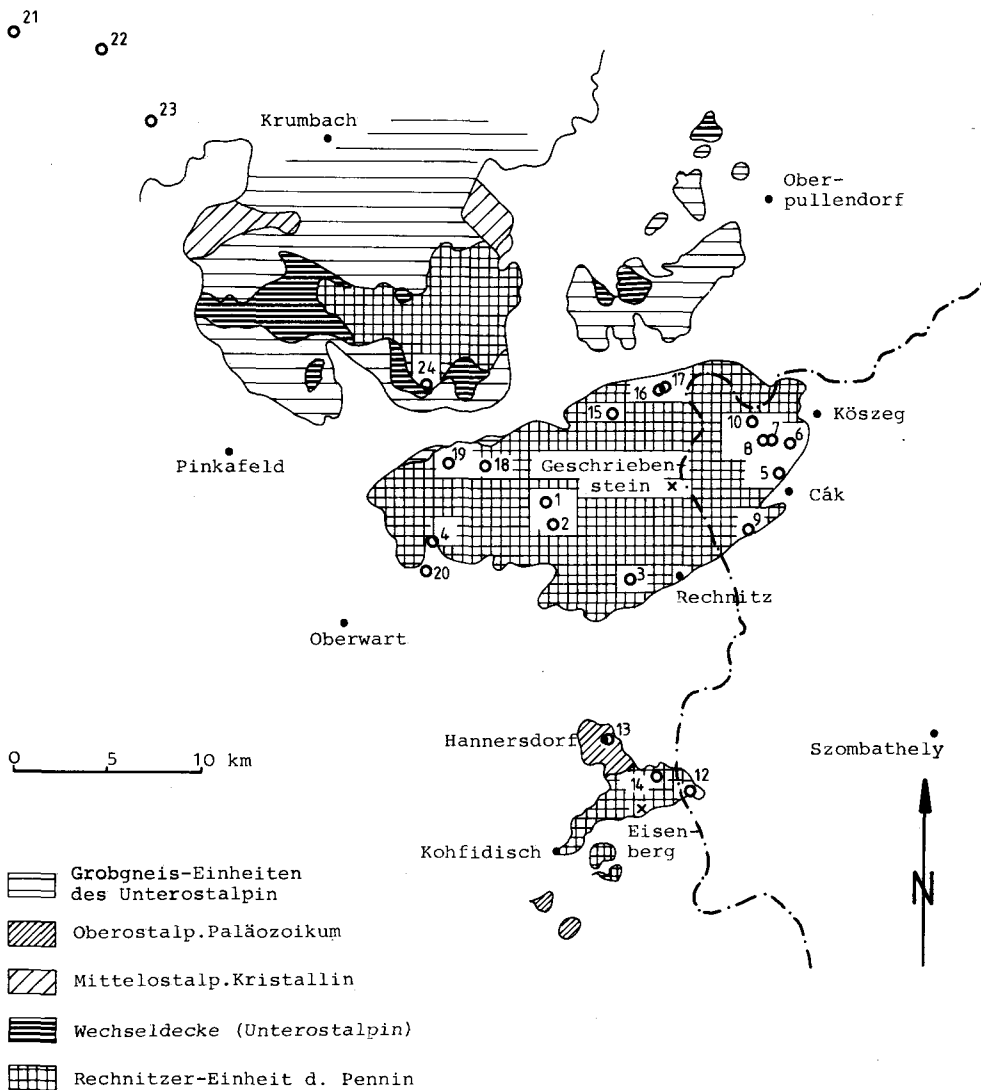 21
22
23
Krumbach
Ober-
pullendorf
24
17
16
15
10
7
8
6
Köszeg
5
Pinkafeld
19
18
Geschrieben-
stein
Cák
1
2
9
4
20
3
Rechnitz
Oberwart
Hannersdorf
13
Szombathely
0 5 10 km
14
12
Eisen-
berg
Kohfidisch
N
Grobgneis-Einheiten
des Unterostalpin
Oberostalp.Paläozoikum
Mittelostalp.Kristallin
Wechseldecke (Unterostalpin)
Rechnitzer-Einheit d. Pennin